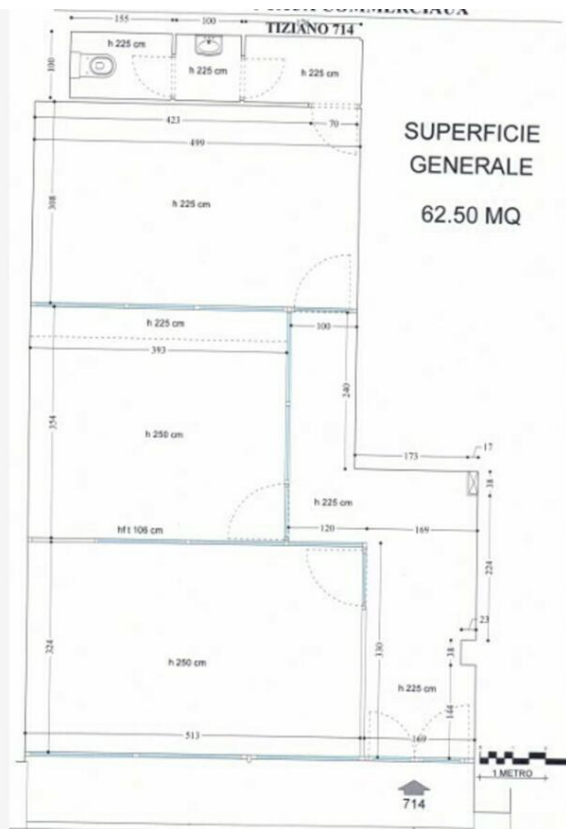 TIZIANO 714
155
100
h 225 cm
h 225 cm
h 225 cm
100
423
70
499
SUPERFICIE
GENERALE
62.50 MQ
308
h 225 cm
h 225 cm
100
393
240
354
h 250 cm
173
17
38
h 225 cm
hft 106 cm
120
169
224
23
324
h 250 cm
330
38
h 225 cm
144
513
169
1 METRO
714